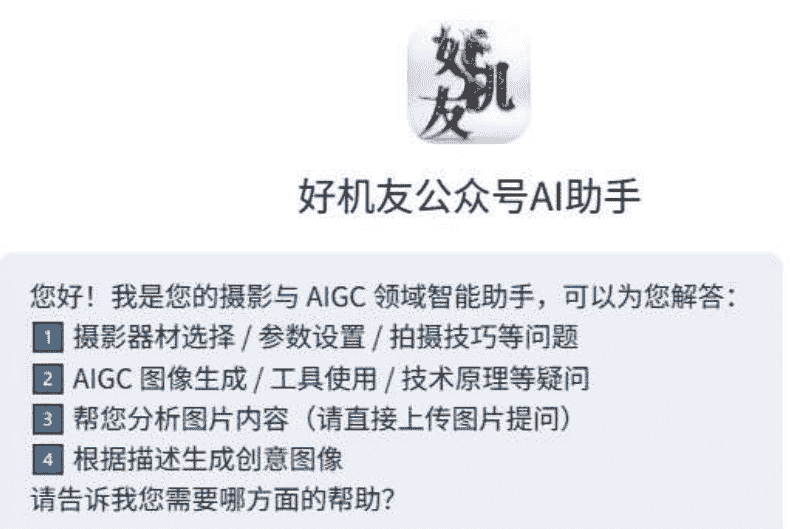 好机友
好机友公众号AI助手
您好！我是您的摄影与 AIGC 领域智能助手，可以为您解答：
1 摄影器材选择 / 参数设置 / 拍摄技巧等问题
2 AIGC 图像生成 / 工具使用 / 技术原理等疑问
3 帮您分析图片内容（请直接上传图片提问）
4 根据描述生成创意图像
请告诉我您需要哪方面的帮助？